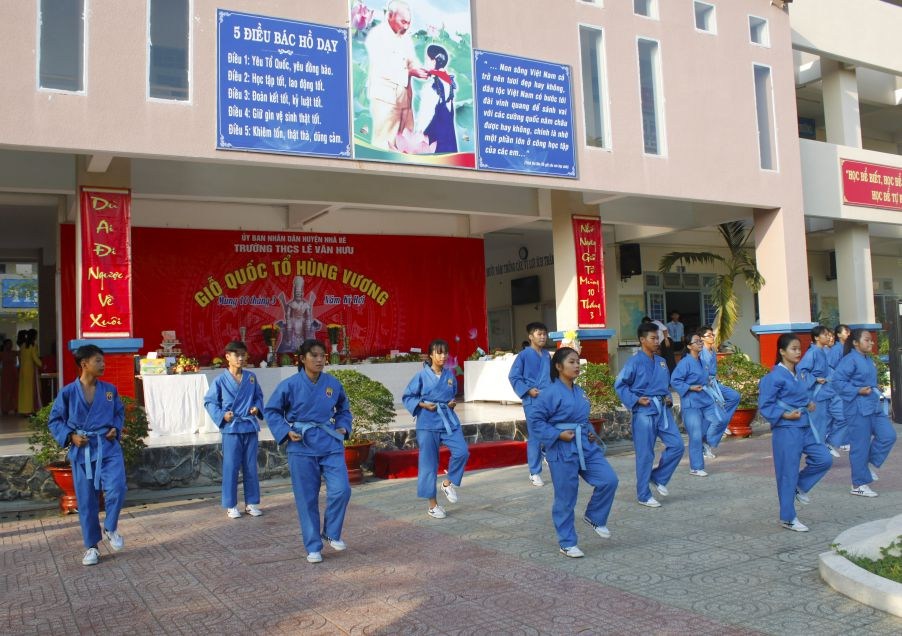 5 ĐIỀU BÁC HỒ DẠY
Điều 1: Yêu Tổ Quốc, yêu đồng bào.
Điều 2: Học tập tốt, lao động tốt.
Điều 3: Đoàn kết tốt, kỷ luật tốt.
Điều 4: Giữ gìn vệ sinh thật tốt.
Điều 5: Khiêm tốn, thật thà, dũng cảm.
"... Non sông Việt Nam có
trở nên tươi đẹp hay không,
dân tộc Việt Nam có bước tới
đài vinh quang để sánh vai
với các cường quốc năm châu
được hay không, chính là nhờ
một phần lớn ở công học tập
của các em..."
"HỌC ĐỂ BIẾT, HỌC ĐỂ
HỌC ĐỂ TỰ
Dù
Ai
Đi
Ngược
Về
Xuôi
ỦY BAN NHÂN DÂN HUYỆN NHÀ BÈ
TRƯỜNG THCS LÊ VĂN HƯU
GIỖ QUỐC TỔ HÙNG VƯƠNG
Mùng 10 tháng 3
Năm Kỷ Hợi
Nhớ
Ngày
Giỗ
Tổ
Mùng
10
Tháng
3